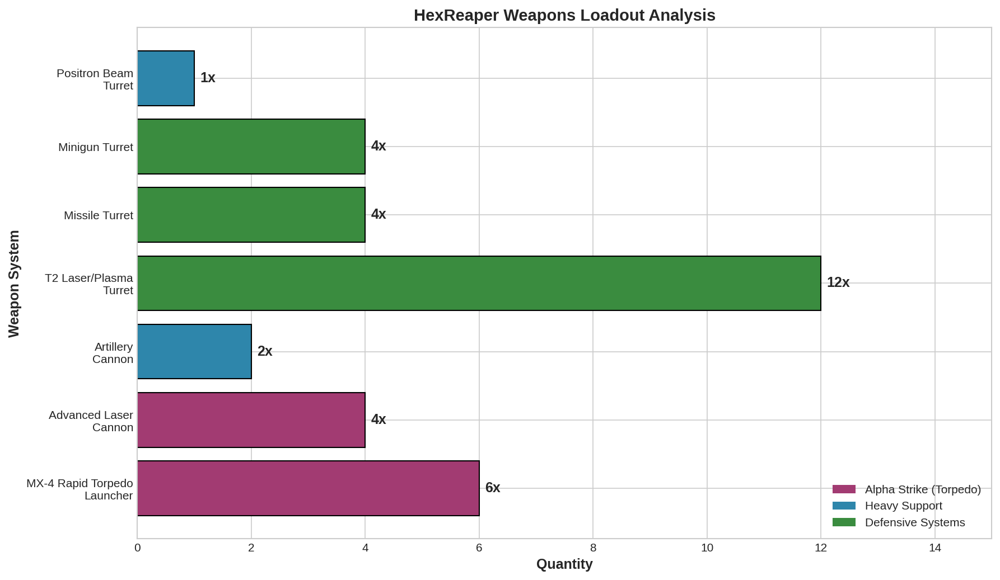 HexReaper Weapons Loadout Analysis
Weapon System
Positron Beam
Turret
1x
Minigun Turret
4x
Missile Turret
4x
T2 Laser/Plasma
Turret
12x
Artillery
Cannon
2x
Advanced Laser
Cannon
4x
MX-4 Rapid Torpedo
Launcher
6x
Alpha Strike (Torpedo)
Heavy Support
Defensive Systems
0 2 4 6 8 10 12 14
Quantity